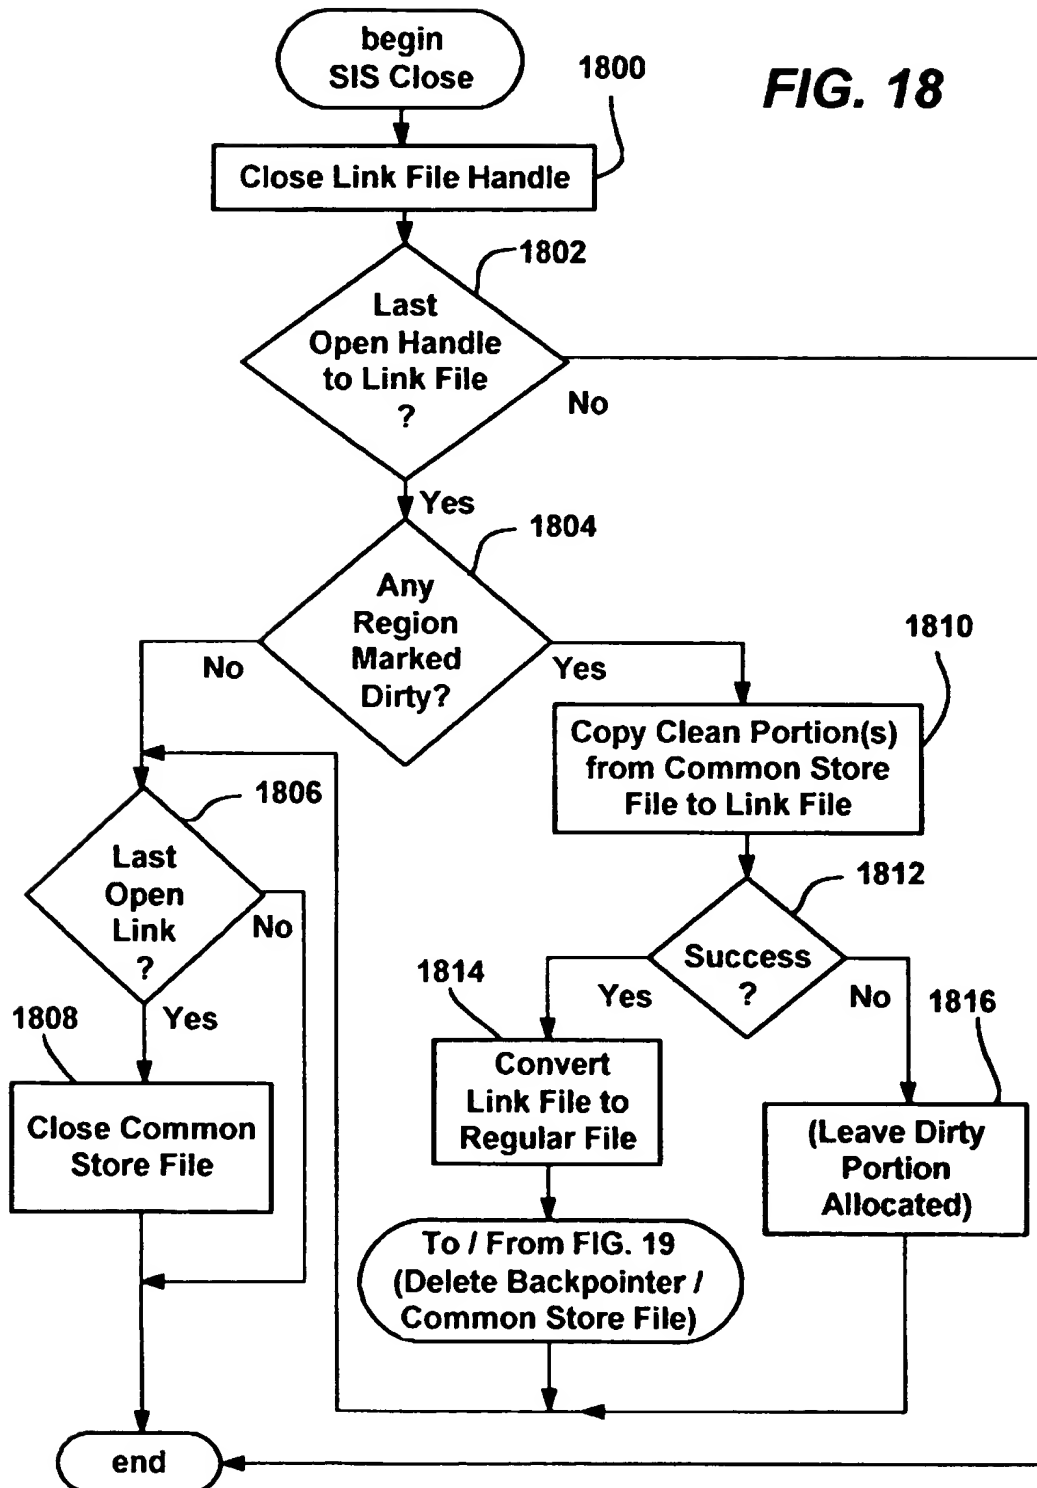 begin
SIS Close
1800
FIG. 18
Close Link File Handle
1802
Last
Open Handle
to Link File
?
No
Yes
1804
Any
Region
Marked
Dirty?
No
Yes
1810
Copy Clean Portion(s)
from Common Store
File to Link File
1806
Last
Open
Link
?
No
Yes
1812
Success
?
Yes
No
1808
Close Common
Store File
1814
Convert
Link File to
Regular File
1816
(Leave Dirty
Portion
Allocated)
To / From FIG. 19
(Delete Backpointer /
Common Store File)
end